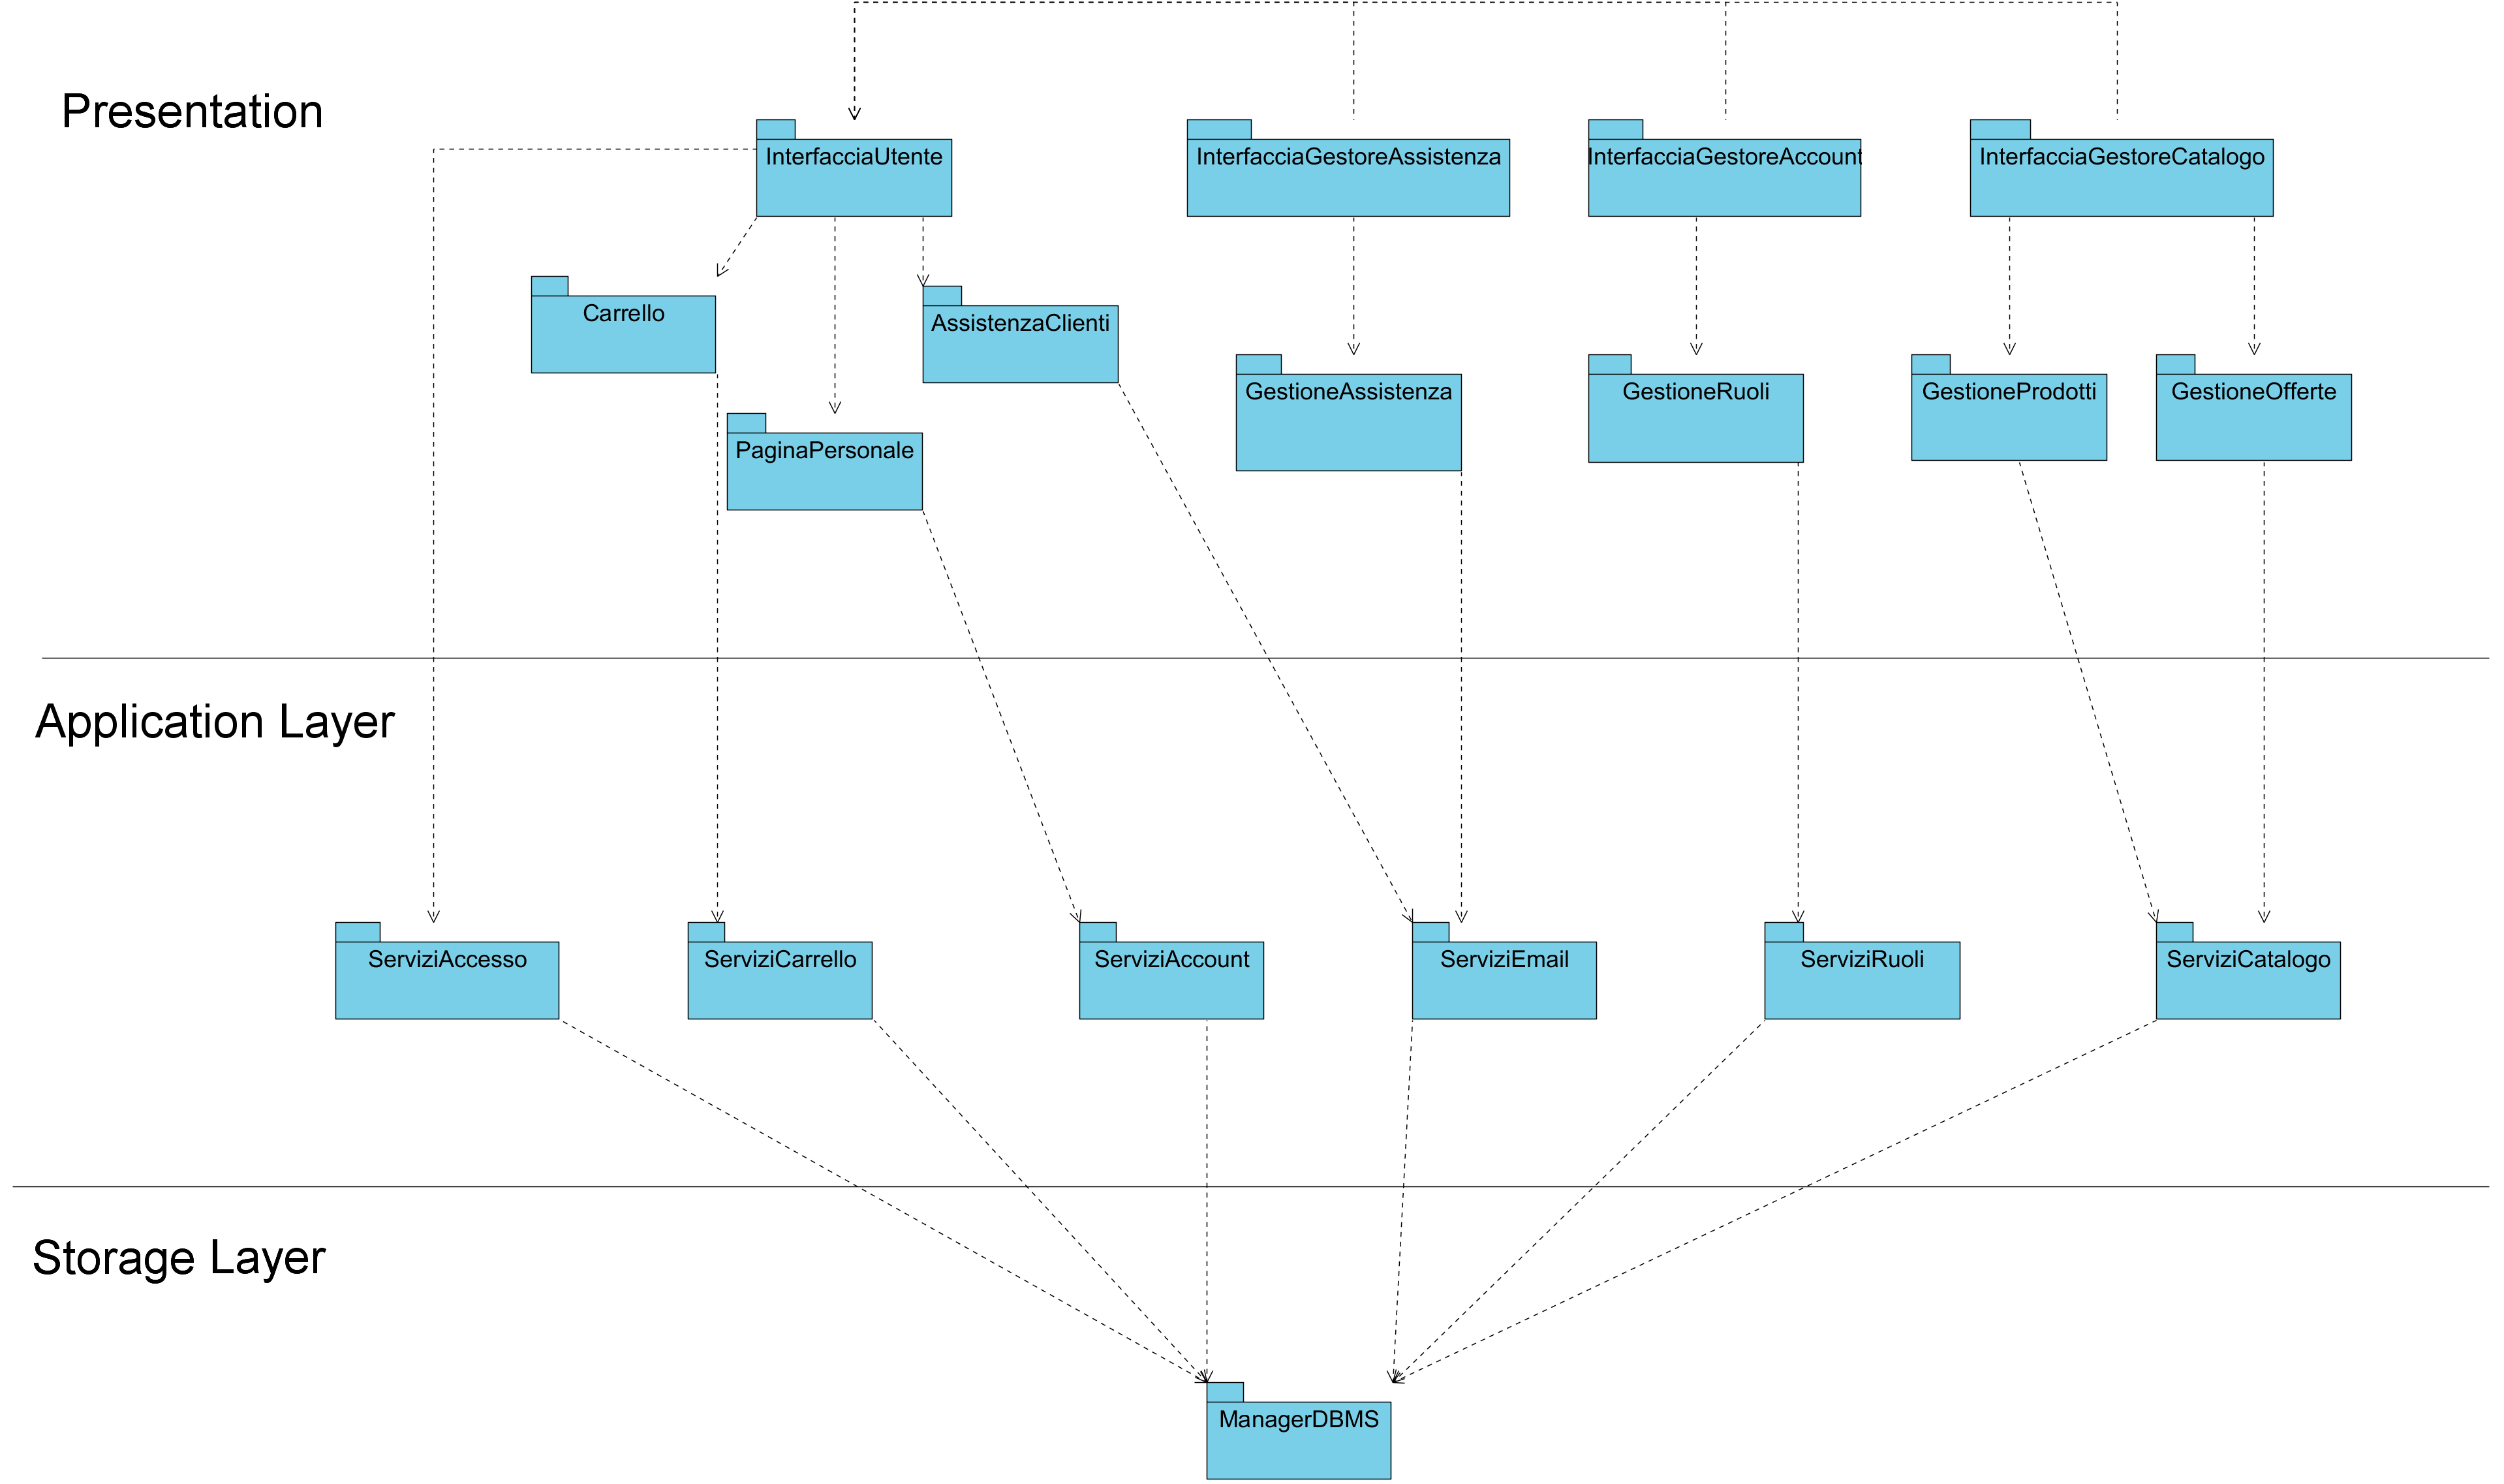 Presentation
InterfacciaUtente
InterfacciaGestoreAssistenza
InterfacciaGestoreAccount
InterfacciaGestoreCatalogo
Carrello
AssistenzaClienti
GestioneAssistenza
GestioneRuoli
GestioneProdotti
GestioneOfferte
PaginaPersonale
Application Layer
ServiziAccesso
ServiziCarrello
ServiziAccount
ServiziEmail
ServiziRuoli
ServiziCatalogo
Storage Layer
ManagerDBMS